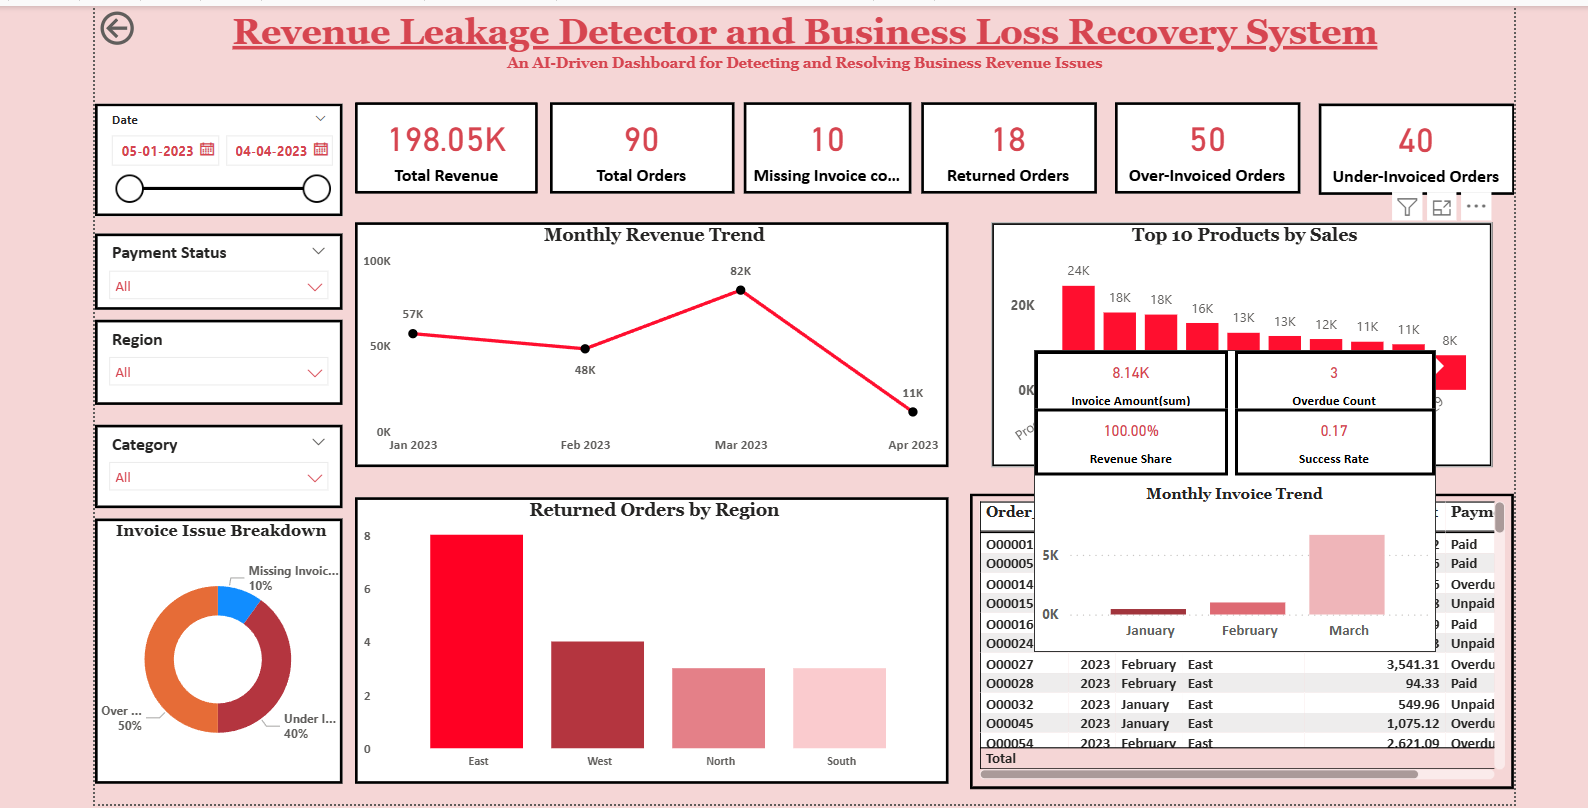 Revenue Leakage Detector and Business Loss Recovery System
An AI-Driven Dashboard for Detecting and Resolving Business Revenue Issues
Date
05-01-2023 04-04-2023
198.05K
Total Revenue
90
Total Orders
10
Missing Invoice co...
18
Returned Orders
50
Over-Invoiced Orders
40
Under-Invoiced Orders
Payment Status
All
Region
All
Category
All
Monthly Revenue Trend
100K
50K
0K
57K
48K
82K
11K
Jan 2023 Feb 2023 Mar 2023 Apr 2023
Top 10 Products by Sales
20K
0K
24K 18K 18K 16K 13K 13K 12K 11K 11K 8K
8.14K
Invoice Amount(sum)
3
Overdue Count
100.00%
Revenue Share
0.17
Success Rate
Monthly Invoice Trend
5K
0K
January February March
Invoice Issue Breakdown
Missing Invoic...
10%
Over ...
50%
Under I...
40%
Returned Orders by Region
8
6
4
2
0
East West North South
Order_ Paym
O00001 2 Paid
O00005 Paid
O00014 Overdu
O00015 Unpaid
O00016 Paid
O00024 Unpaid
O00027 2023 February East 3,541.31 Overdu
O00028 2023 February East 94.33 Paid
O00032 2023 January East 549.96 Unpaid
O00045 2023 January East 1,075.12 Overdu
O00054 2023 February East 2,621.09 Overdu
Total